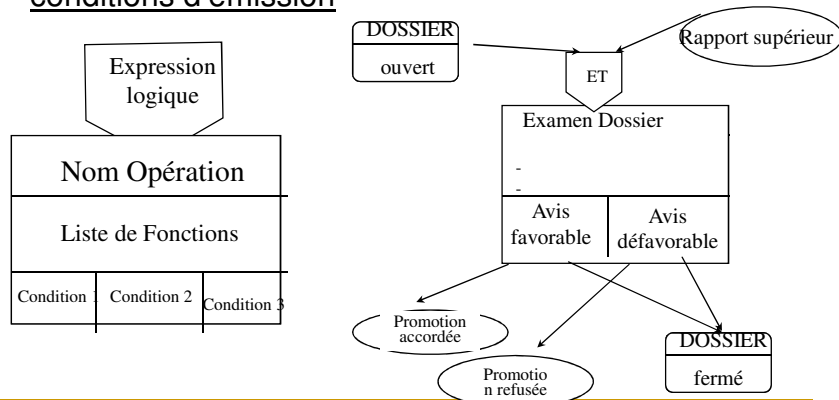 conditions d'émission
Expression
logique
Nom Opération
Liste de Fonctions
Condition 1
Condition 2
Condition 3
DOSSIER
ouvert
Rapport supérieur
ET
Examen Dossier
-
-
Avis
favorable
Avis
défavorable
Promotion
accordée
Promotio
n refusée
DOSSIER
fermé